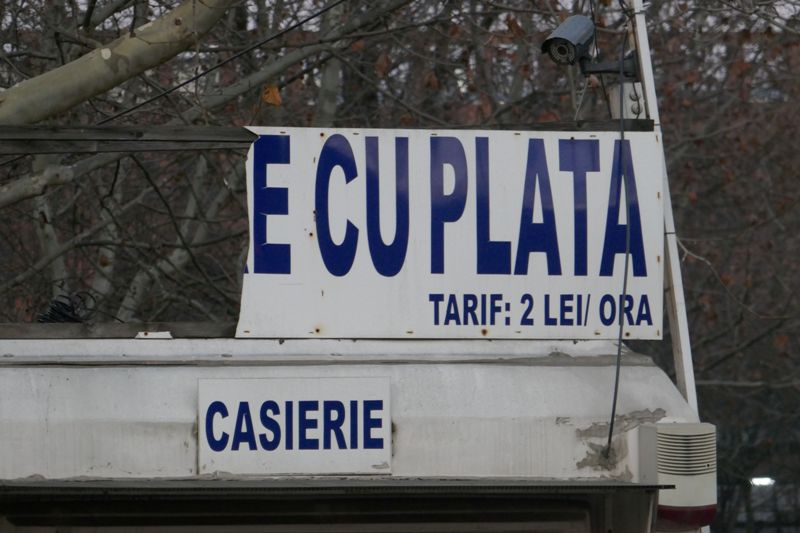 E CU PLATA
TARIF: 2 LEI/ ORA
CASIERIE